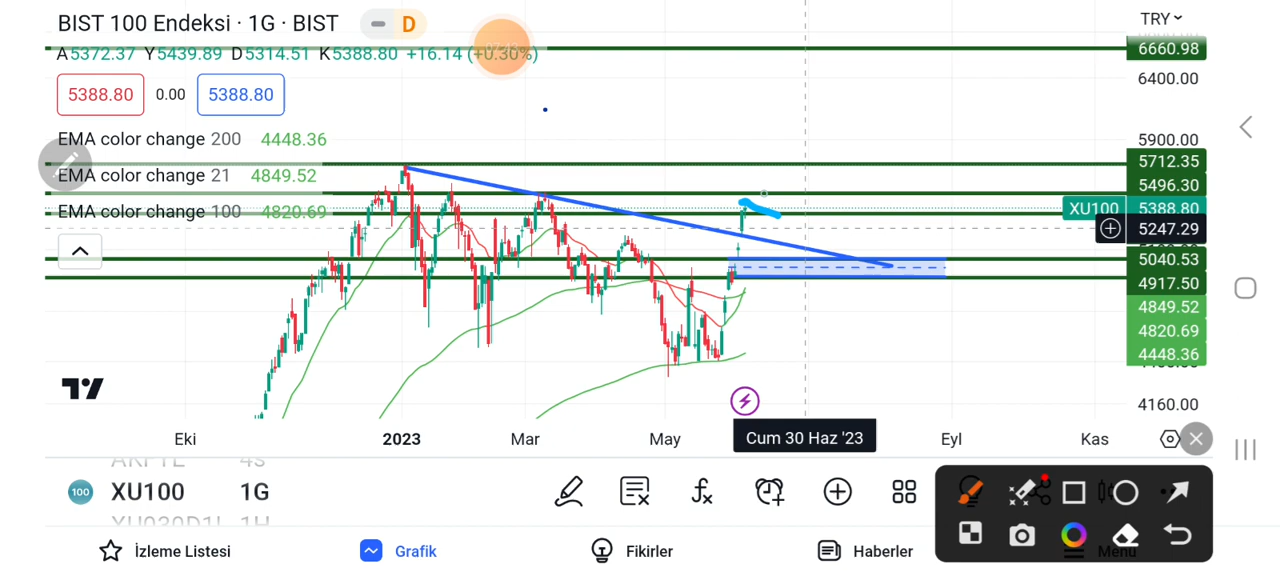 BIST 100 Endeksi · 1G · BIST
D
TRY
A5372.37 Y5439.89 D5314.51 K5388.80 +16.14 (+0.30%)
6660.98
6400.00
5388.80 0.00 5388.80
5900.00
EMA color change 200 4448.36
5712.35
EMA color change 21 4849.52
5496.30
EMA color change 100 4820.69
XU100 5388.80
5247.29
5040.53
4917.50
4849.52
4820.69
4448.36
4160.00
Eki 2023 Mar May Cum 30 Haz '23 Eyl Kas
100 XU100 1G
İzleme Listesi Grafik Fikirler Haberler Menü